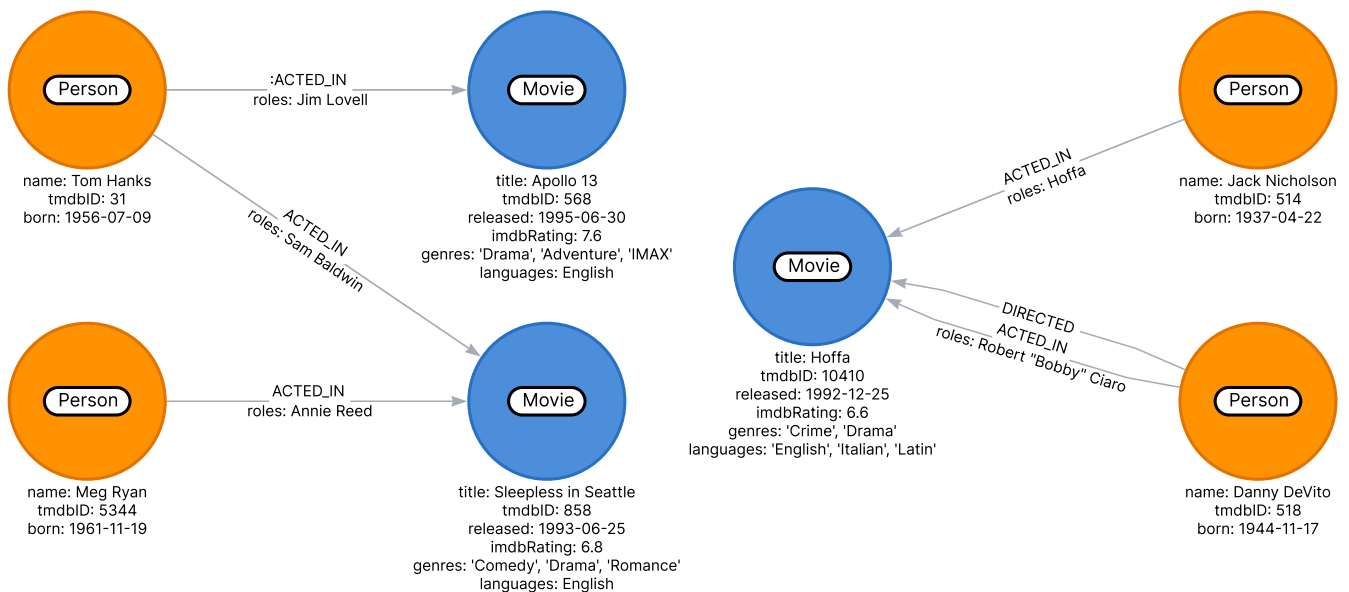 Person
name: Tom Hanks
tmdbID: 31
born: 1956-07-09
:ACTED_IN
roles: Jim Lovell
Movie
title: Apollo 13
tmdbID: 568
released: 1995-06-30
imdbRating: 7.6
genres: 'Drama', 'Adventure', 'IMAX'
languages: English
ACTED_IN
roles: Sam Baldwin
Person
name: Meg Ryan
tmdbID: 5344
born: 1961-11-19
ACTED_IN
roles: Annie Reed
Movie
title: Sleepless in Seattle
tmdbID: 858
released: 1993-06-25
imdbRating: 6.8
genres: 'Comedy', 'Drama', 'Romance'
languages: English
Person
name: Jack Nicholson
tmdbID: 514
born: 1937-04-22
ACTED_IN
roles: Hoffa
Movie
title: Hoffa
tmdbID: 10410
released: 1992-12-25
imdbRating: 6.6
genres: 'Crime', 'Drama'
languages: 'English', 'Italian', 'Latin'
DIRECTED
ACTED_IN
roles: Robert "Bobby" Ciaro
Person
name: Danny DeVito
tmdbID: 518
born: 1944-11-17